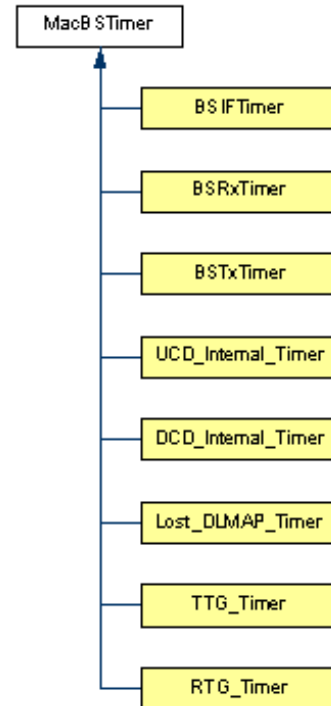 MacBSTimer
BSIFTimer
BSRxTimer
BSTxTimer
UCD_Internal_Timer
DCD_Internal_Timer
Lost_DLMAP_Timer
TTG_Timer
RTG_Timer